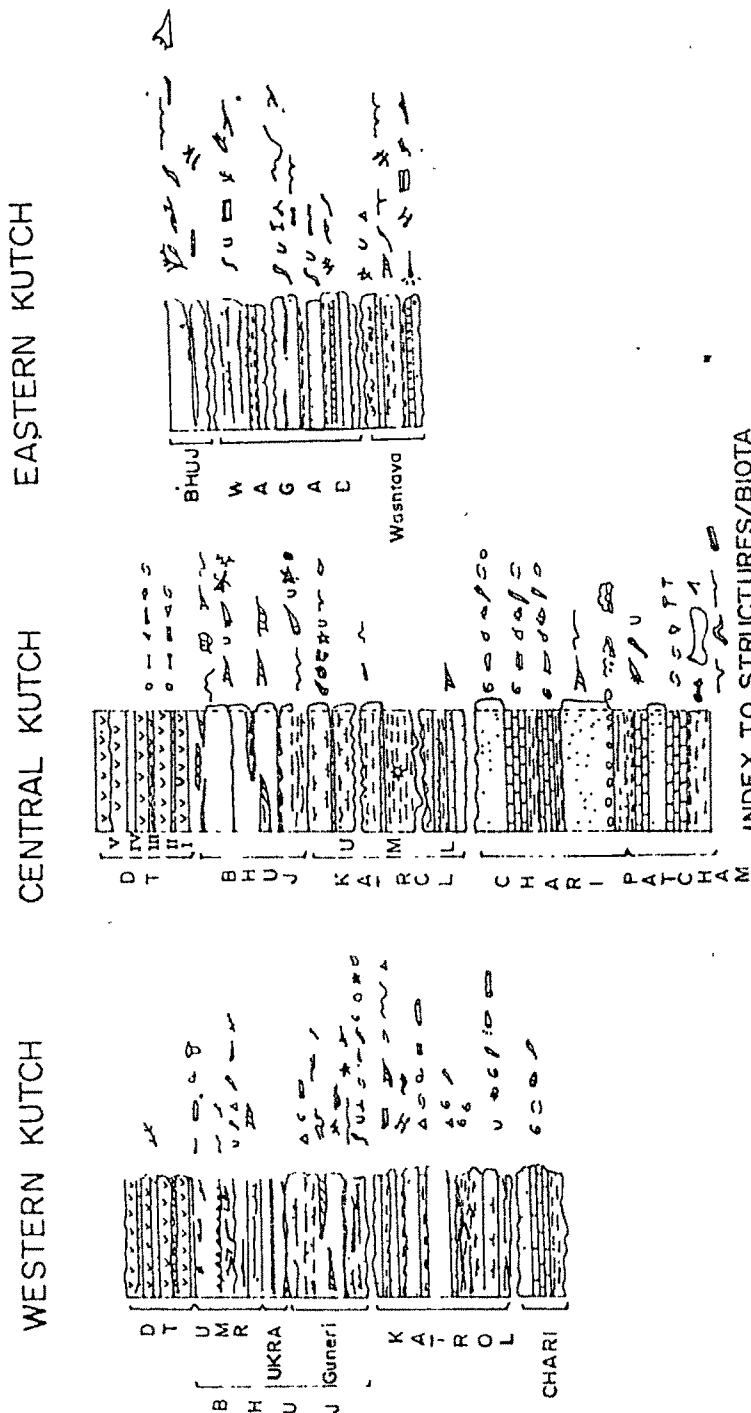 WESTERN KUTCH
DT
UMR
UKRA
Guneri
BHUJ
KATROL
CHARI
CENTRAL KUTCH
V
IV
III
II
I
DT
BHUJ
CHARI
PATCHAM
EASTERN KUTCH
BHUJ
WAGAD
Wasntava
INDEX TO STRUCTURES/BIOTA